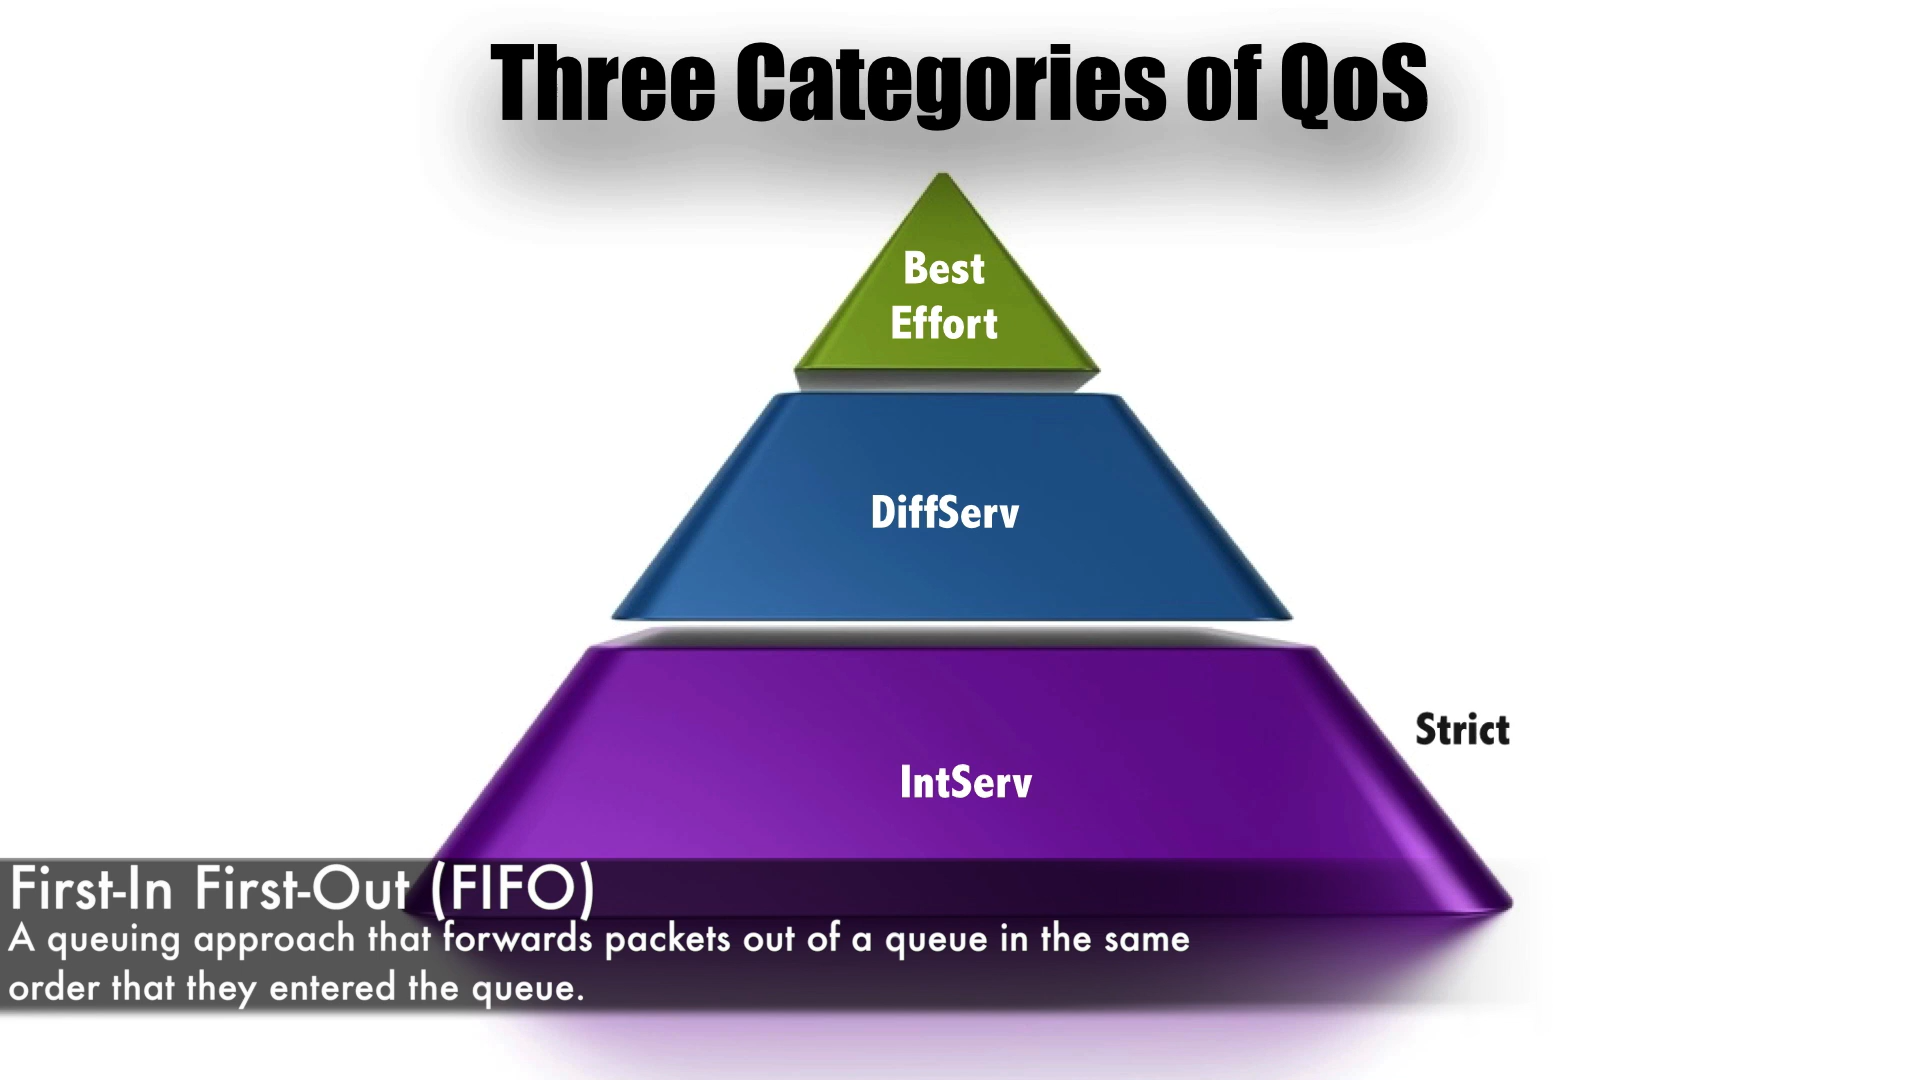 Three Categories of QoS
Best
Effort
DiffServ
Strict
IntServ
First-In First-Out (FIFO)
A queuing approach that forwards packets out of a queue in the same
order that they entered the queue.